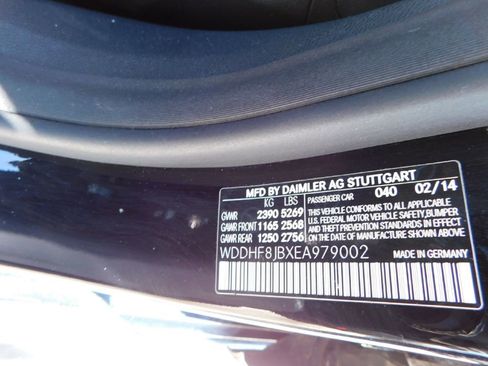 MFD BY DAIMLER AG STUTTGART
KG LBS PASSENGER CAR 040 02/14
GVWR 2390 5269 THIS VEHICLE CONFORMS TO ALL APPLICABLE
GAWR FRONT 1165 2568 U.S. FEDERAL MOTOR VEHICLE SAFETY, BUMPER,
AND THEFT PREVENTION STANDARDS IN EFFECT
GAWR REAR 1250 2756 ON THE DATE OF MANUFACTURE SHOWN ABOVE.
WDDHF8JBXEA979002 MADE IN GERMANY